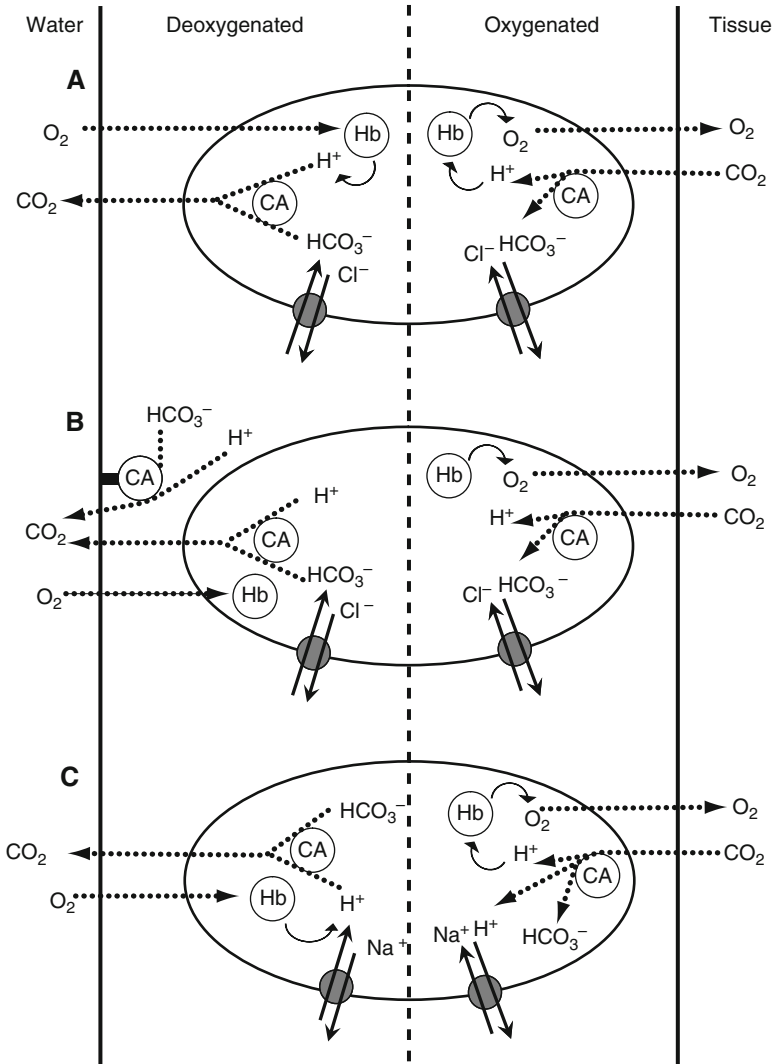 Water Deoxygenated Oxygenated Tissue
A
O₂ Hb Hb O₂ O₂
H⁺ H⁺ CO₂
CO₂ CA CA
HCO₃⁻ Cl⁻ HCO₃⁻
Cl⁻
B
HCO₃⁻
H⁺
CA Hb O₂ O₂
H⁺ H⁺ CO₂
CO₂ CA CA
O₂ Hb HCO₃⁻ Cl⁻ HCO₃⁻
Cl⁻
C
HCO₃⁻ Hb O₂ O₂
CO₂ CA H⁺ CO₂
O₂ Hb H⁺ CA
Na⁺ Na⁺ H⁺ HCO₃⁻